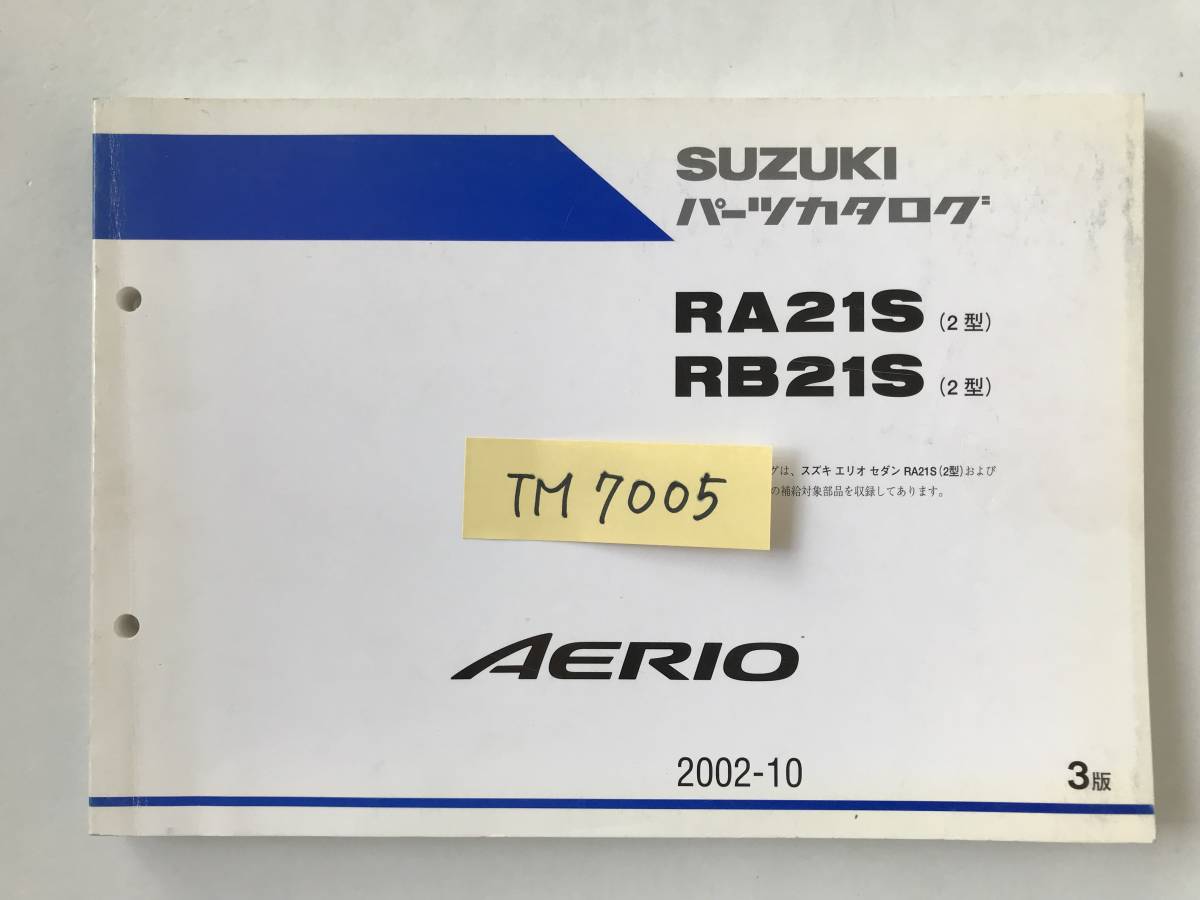 SUZUKI
パーツカタログ
RA21S (2型)
RB21S (2型)
グは、スズキ エリオ セダン RA21S (2型) および
の補給対象部品を収録してあります。
TM 7005
AERIO
2002-10
3版